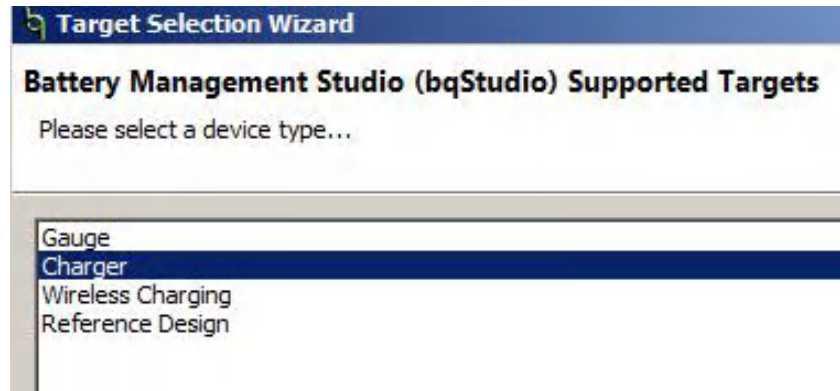 Target Selection Wizard
Battery Management Studio (bqStudio) Supported Targets
Please select a device type...
Gauge
Charger
Wireless Charging
Reference Design